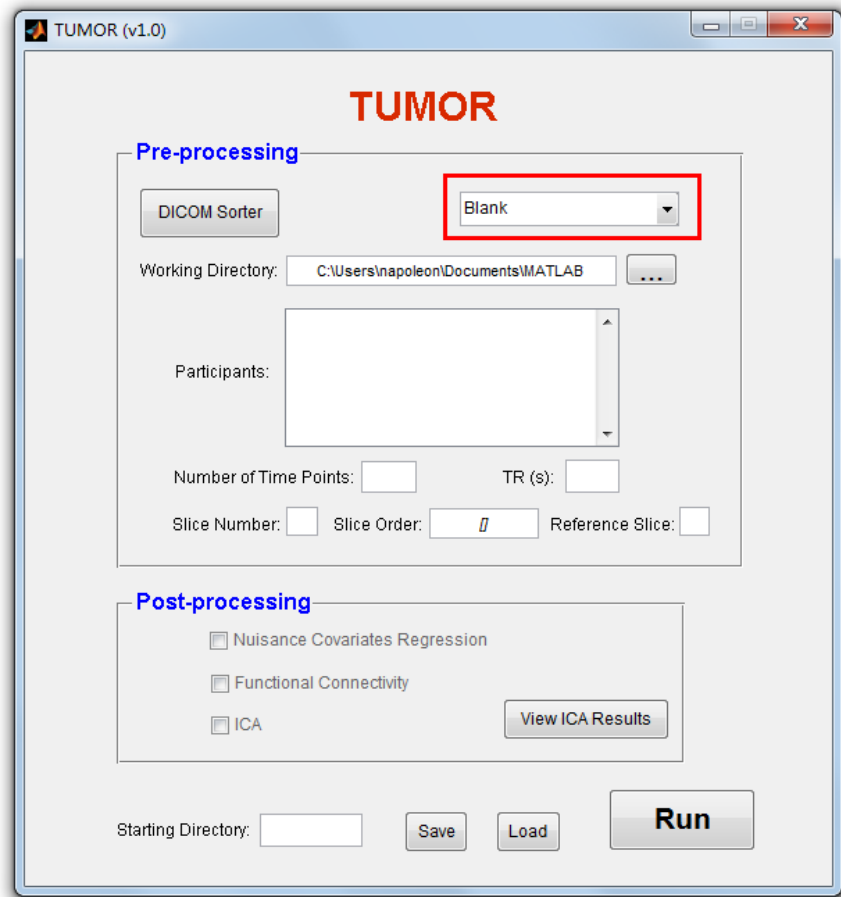 TUMOR (v1.0)
TUMOR
Pre-processing
DICOM Sorter Blank
Working Directory: C:\Users\napoleon\Documents\MATLAB ...
Participants:
Number of Time Points: TR (s):
Slice Number: Slice Order: [] Reference Slice:
Post-processing
Nuisance Covariates Regression
Functional Connectivity
ICA View ICA Results
Starting Directory: Save Load Run